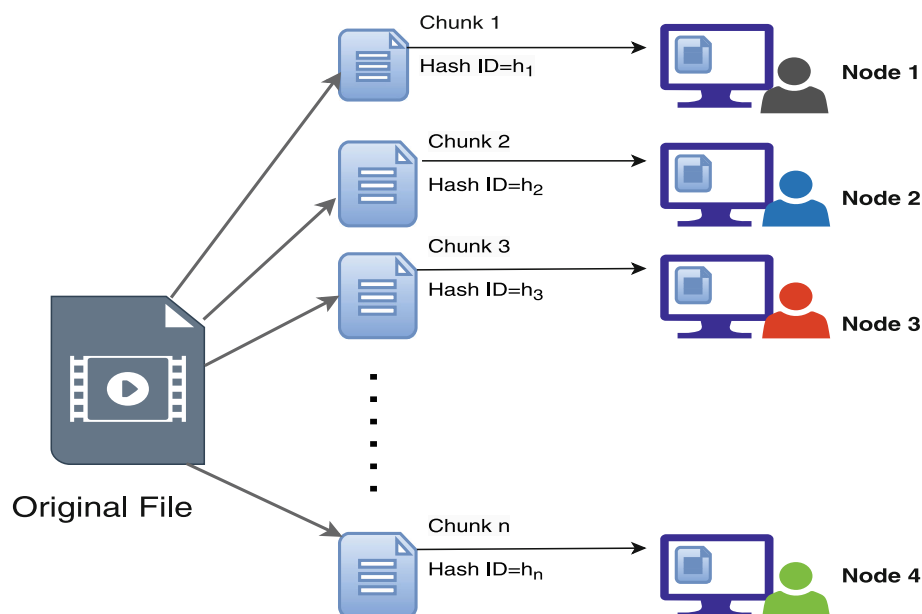 Chunk 1
Hash ID=h₁
Node 1
Chunk 2
Hash ID=h₂
Node 2
Chunk 3
Hash ID=h₃
Node 3
Original File
Chunk n
Hash ID=hₙ
Node 4